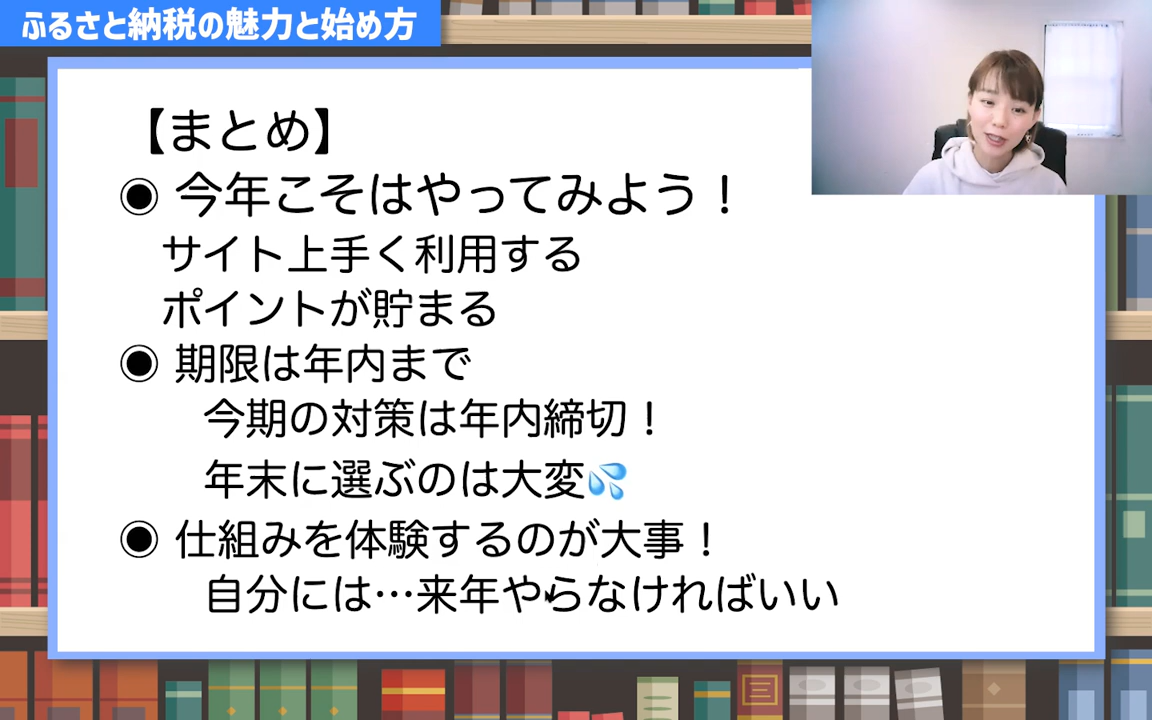 ふるさと納税の魅力と始め方
【まとめ】
◉ 今年こそはやってみよう！
サイト上手く利用する
ポイントが貯まる
◉ 期限は年内まで
今期の対策は年内締切！
年末に選ぶのは大変💦
◉ 仕組みを体験するのが大事！
自分には…来年やらなければいい